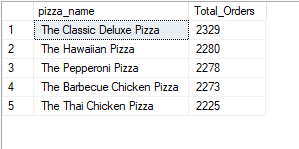 pizza_name Total_Orders
1 The Classic Deluxe Pizza 2329
2 The Hawaiian Pizza 2280
3 The Pepperoni Pizza 2278
4 The Barbecue Chicken Pizza 2273
5 The Thai Chicken Pizza 2225